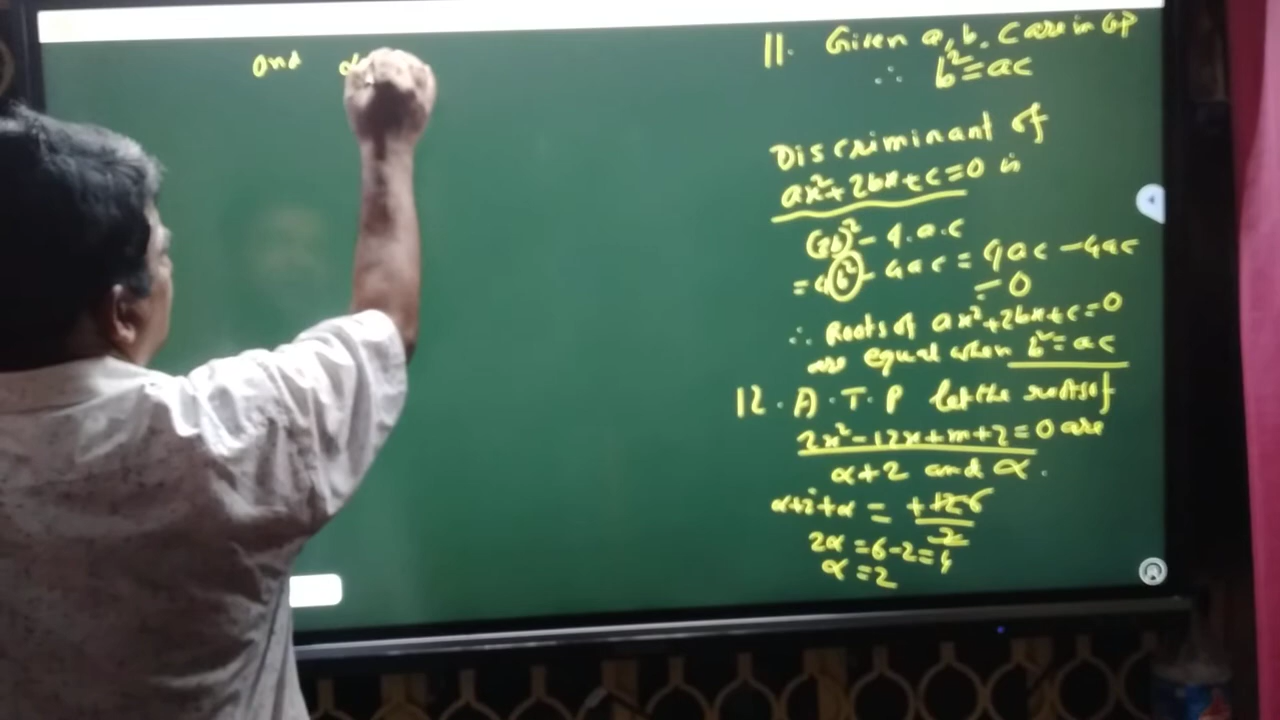 and α
11. Given a, b, c are in GP
∴ b² = ac
Discriminant of
ax²+2bx+c=0 is
(2b)² - 4.a.c
= 4b² - 4ac = 4ac - 4ac
= 0
∴ Roots of ax²+2bx+c=0
are equal when b²=ac
12. A.T.P let the roots of
2x²-12x+m+2=0 are
α+2 and α.
α+2+α = ++12 6
2
2α = 6-2=4
α=2